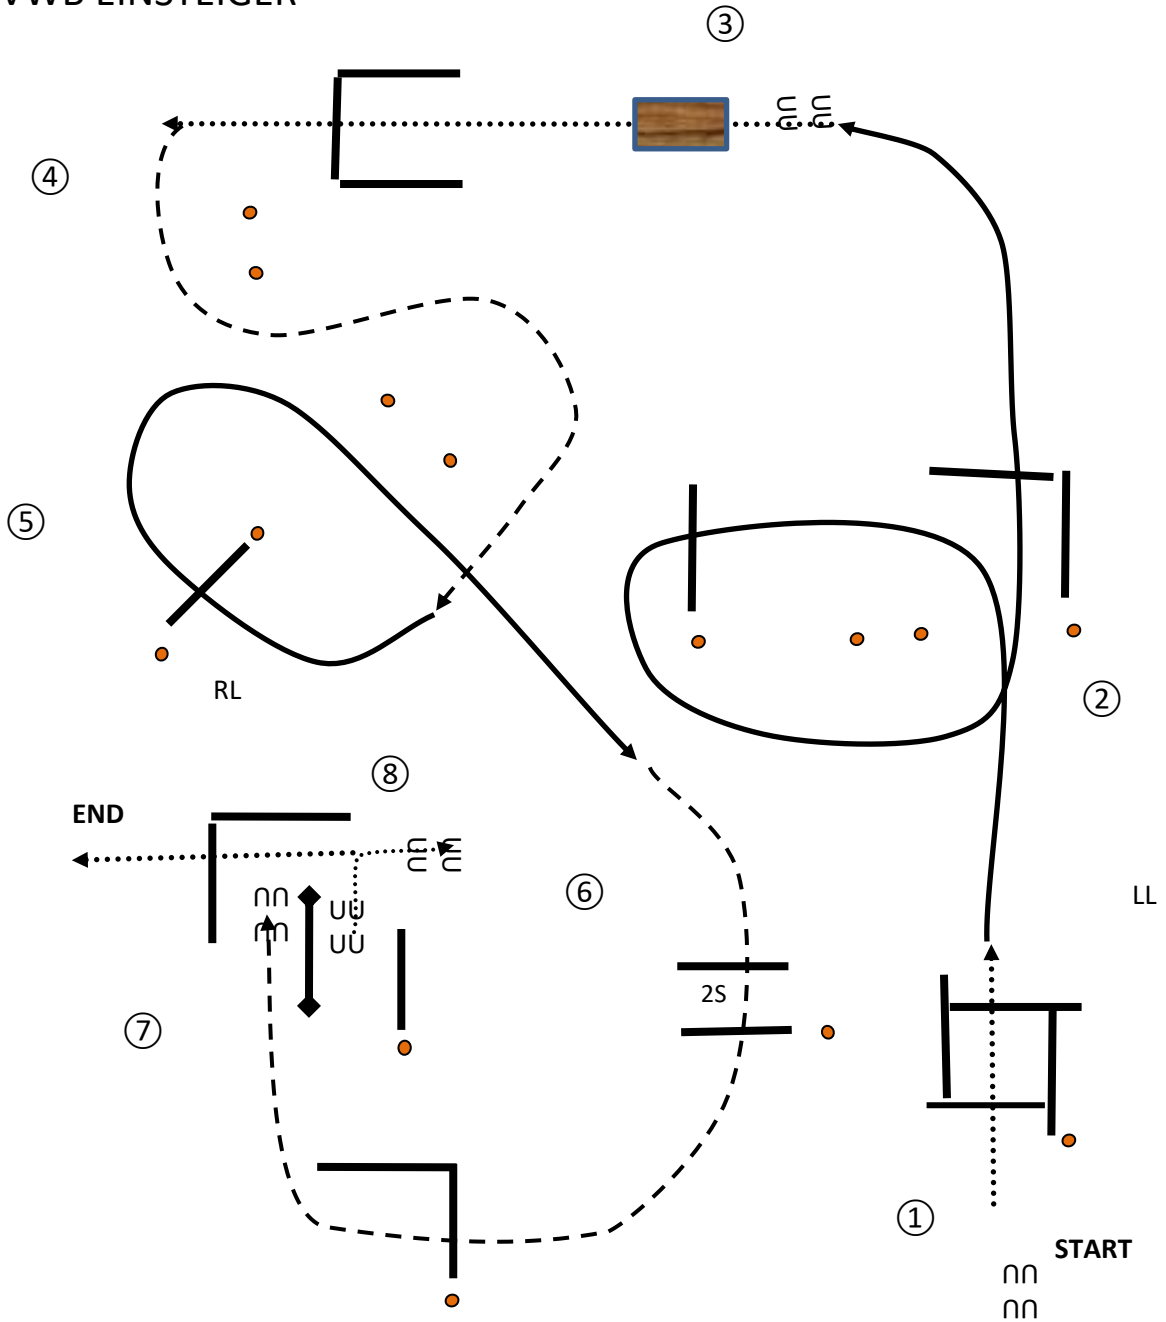 VWB EINSTEIGER
③
④
⑤
RL
②
⑧
END
⑥
LL
2S
⑦
①
START